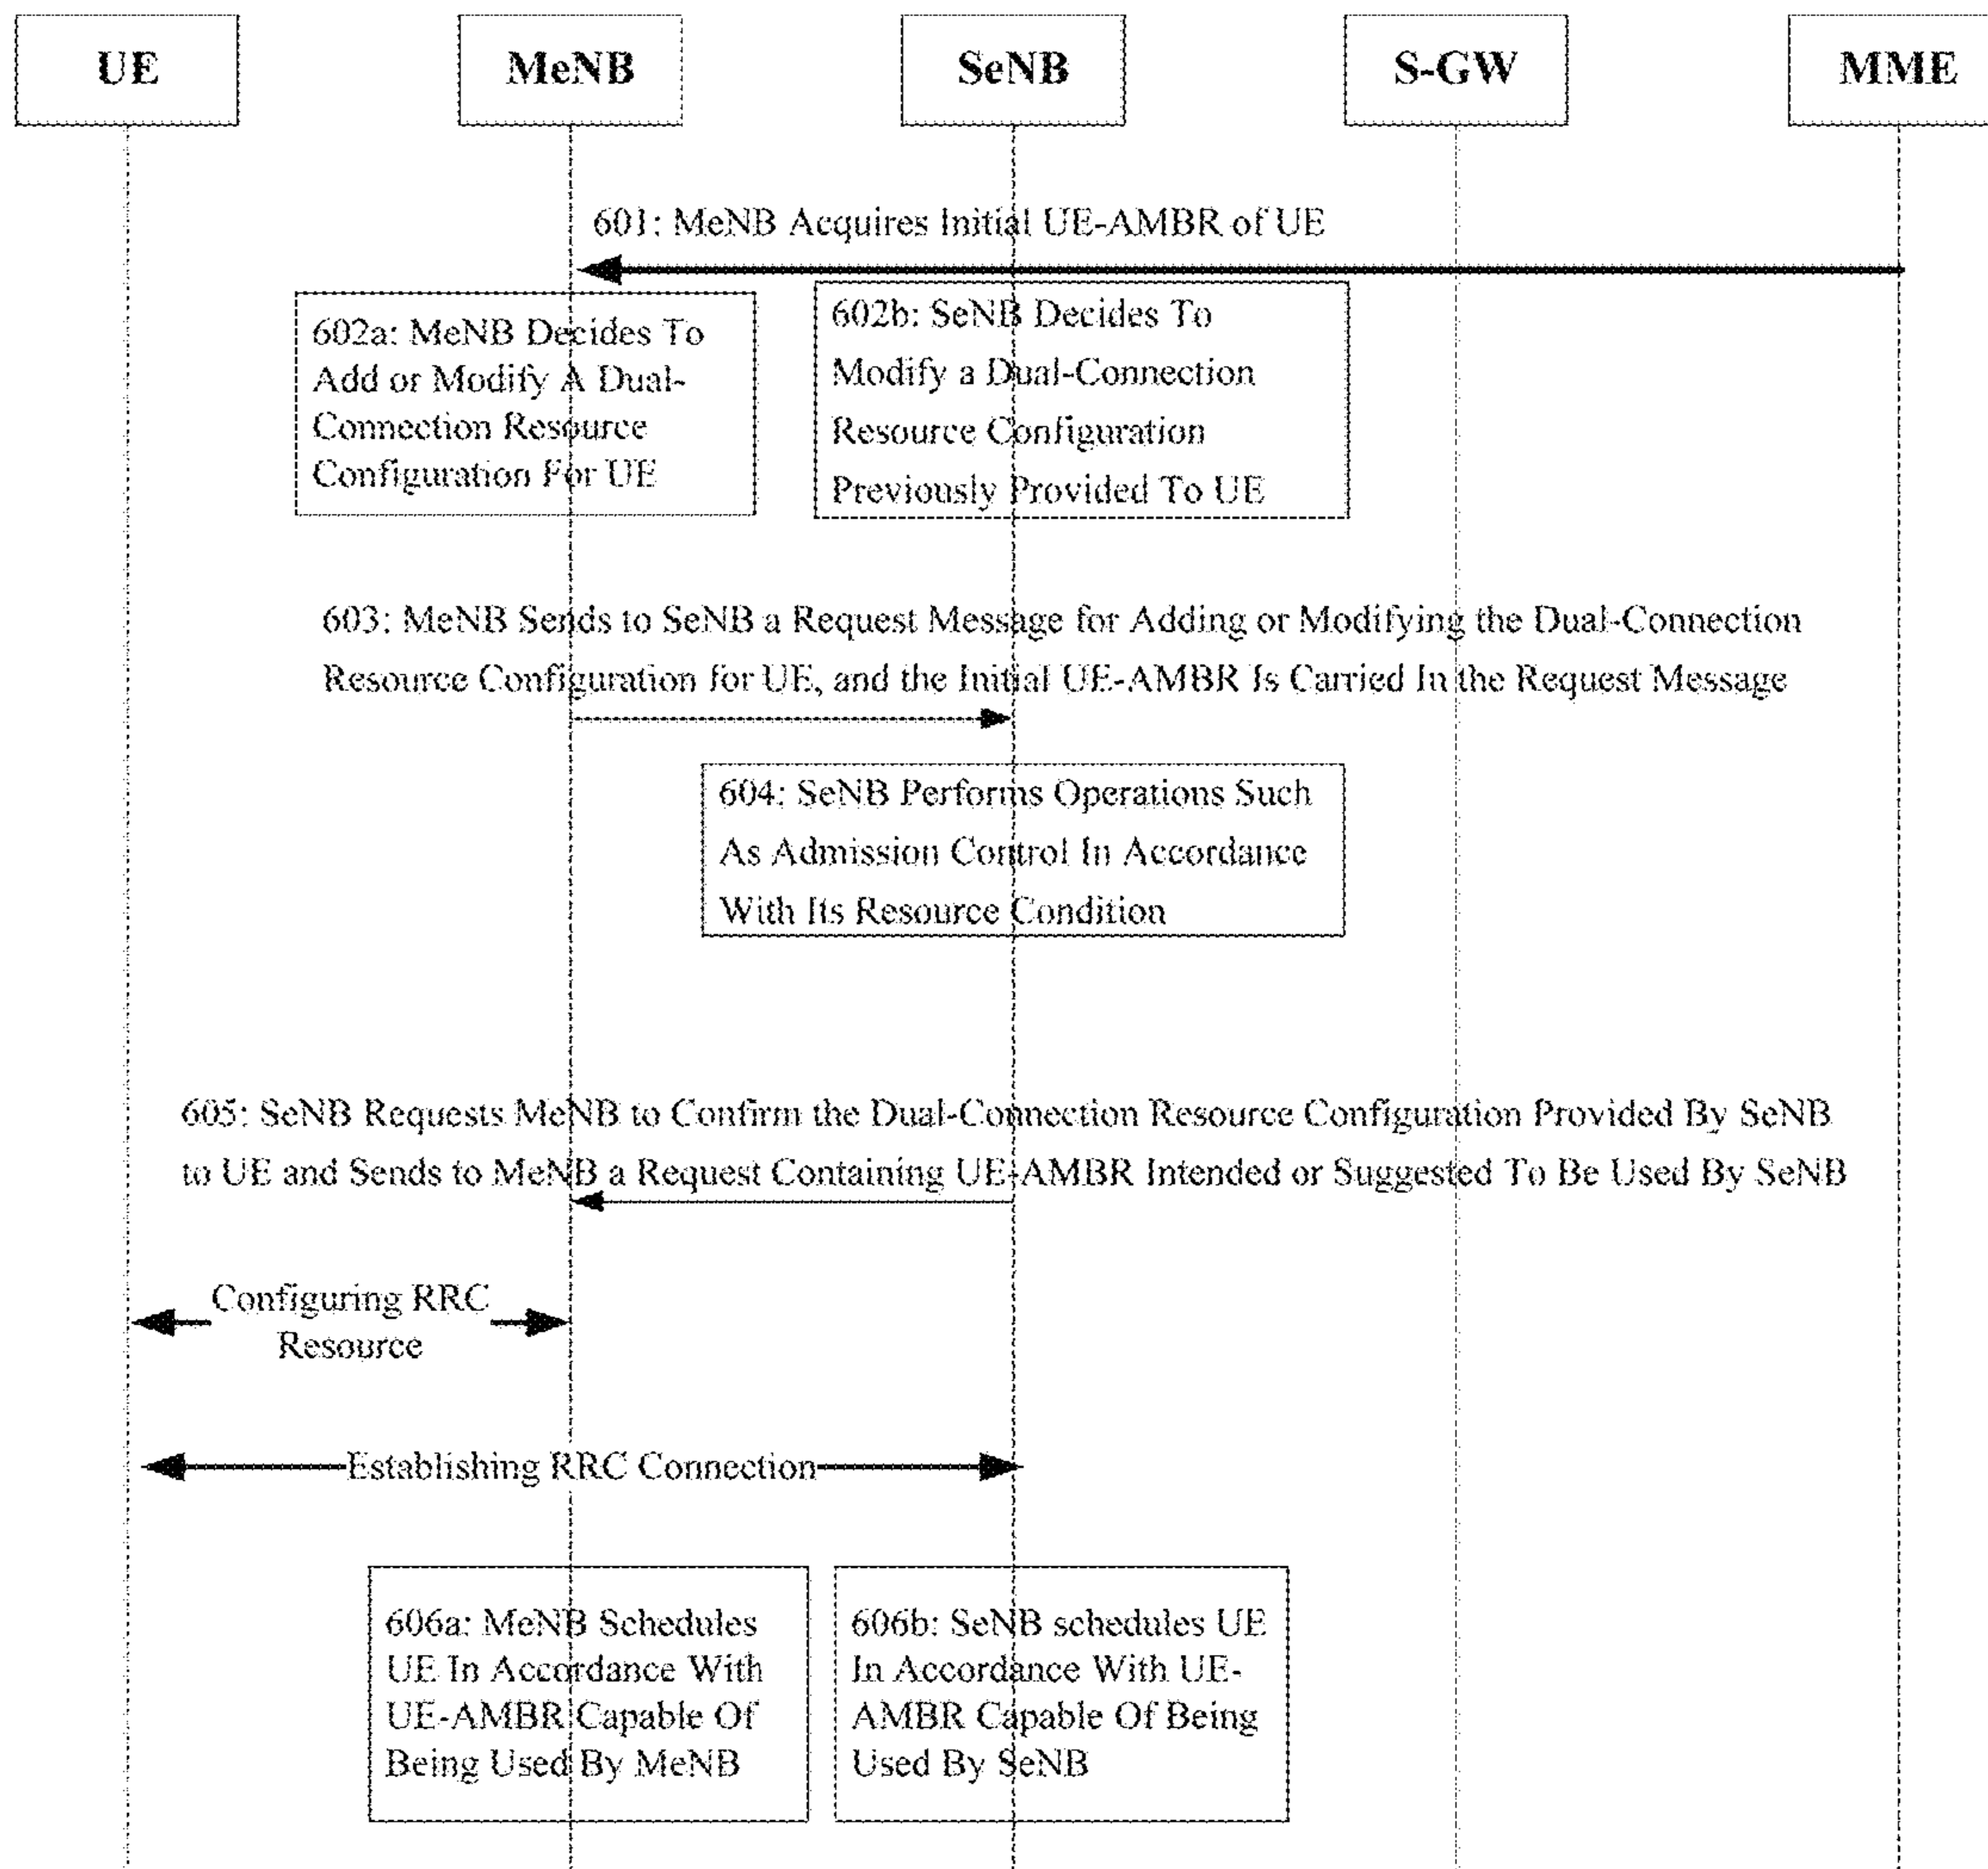 UE
MeNB
SeNB
S-GW
MME
601: MeNB Acquires Initial UE-AMBR of UE
602a: MeNB Decides To
Add or Modify A Dual-
Connection Resource
Configuration For UE
602b: SeNB Decides To
Modify a Dual-Connection
Resource Configuration
Previously Provided To UE
603: MeNB Sends to SeNB a Request Message for Adding or Modifying the Dual-Connection
Resource Configuration for UE, and the Initial UE-AMBR Is Carried In the Request Message
604: SeNB Performs Operations Such
As Admission Control In Accordance
With Its Resource Condition
605: SeNB Requests MeNB to Confirm the Dual-Connection Resource Configuration Provided By SeNB
to UE and Sends to MeNB a Request Containing UE-AMBR Intended or Suggested To Be Used By SeNB
Configuring RRC
Resource
Establishing RRC Connection
606a: MeNB Schedules
UE In Accordance With
UE-AMBR Capable Of
Being Used By MeNB
606b: SeNB schedules UE
In Accordance With UE-
AMBR Capable Of Being
Used By SeNB